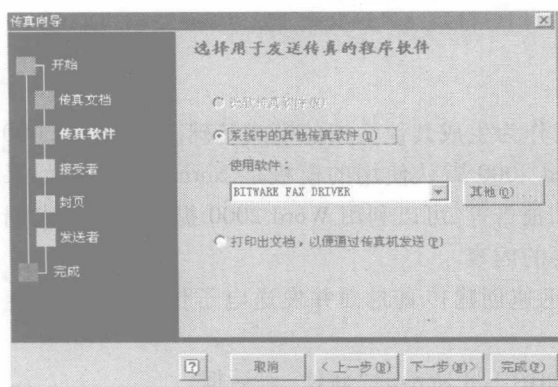 传真向导
开始
传真文档
传真软件
接受者
封页
发送者
完成
选择用于发送传真的程序软件
系统中的其他传真软件(I)
使用软件：
BITWARE FAX DRIVER
其他(O)
打印出文档，以便通过传真机发送(P)
取消
<上一步(B)
下一步(N)>
完成(F)